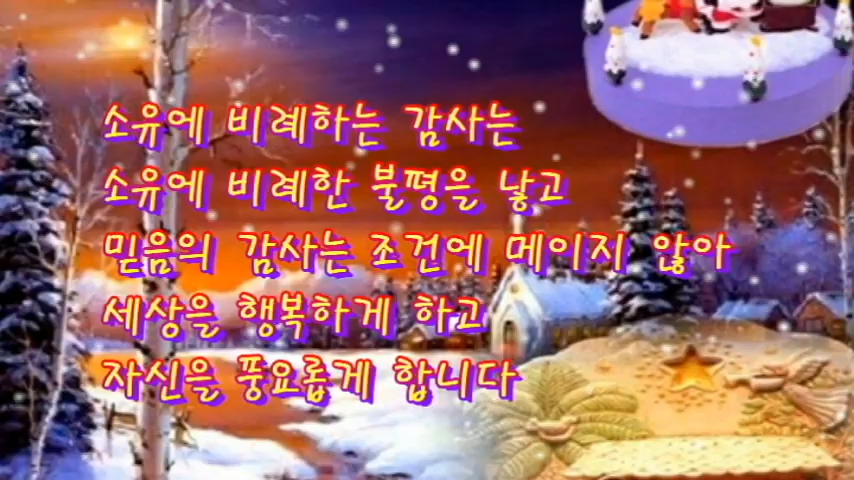 소유에 비례하는 감사는
소유에 비례한 불평을 낳고
믿음의 감사는 조건에 메이지 않아
세상을 행복하게 하고
자신을 풍요롭게 합니다